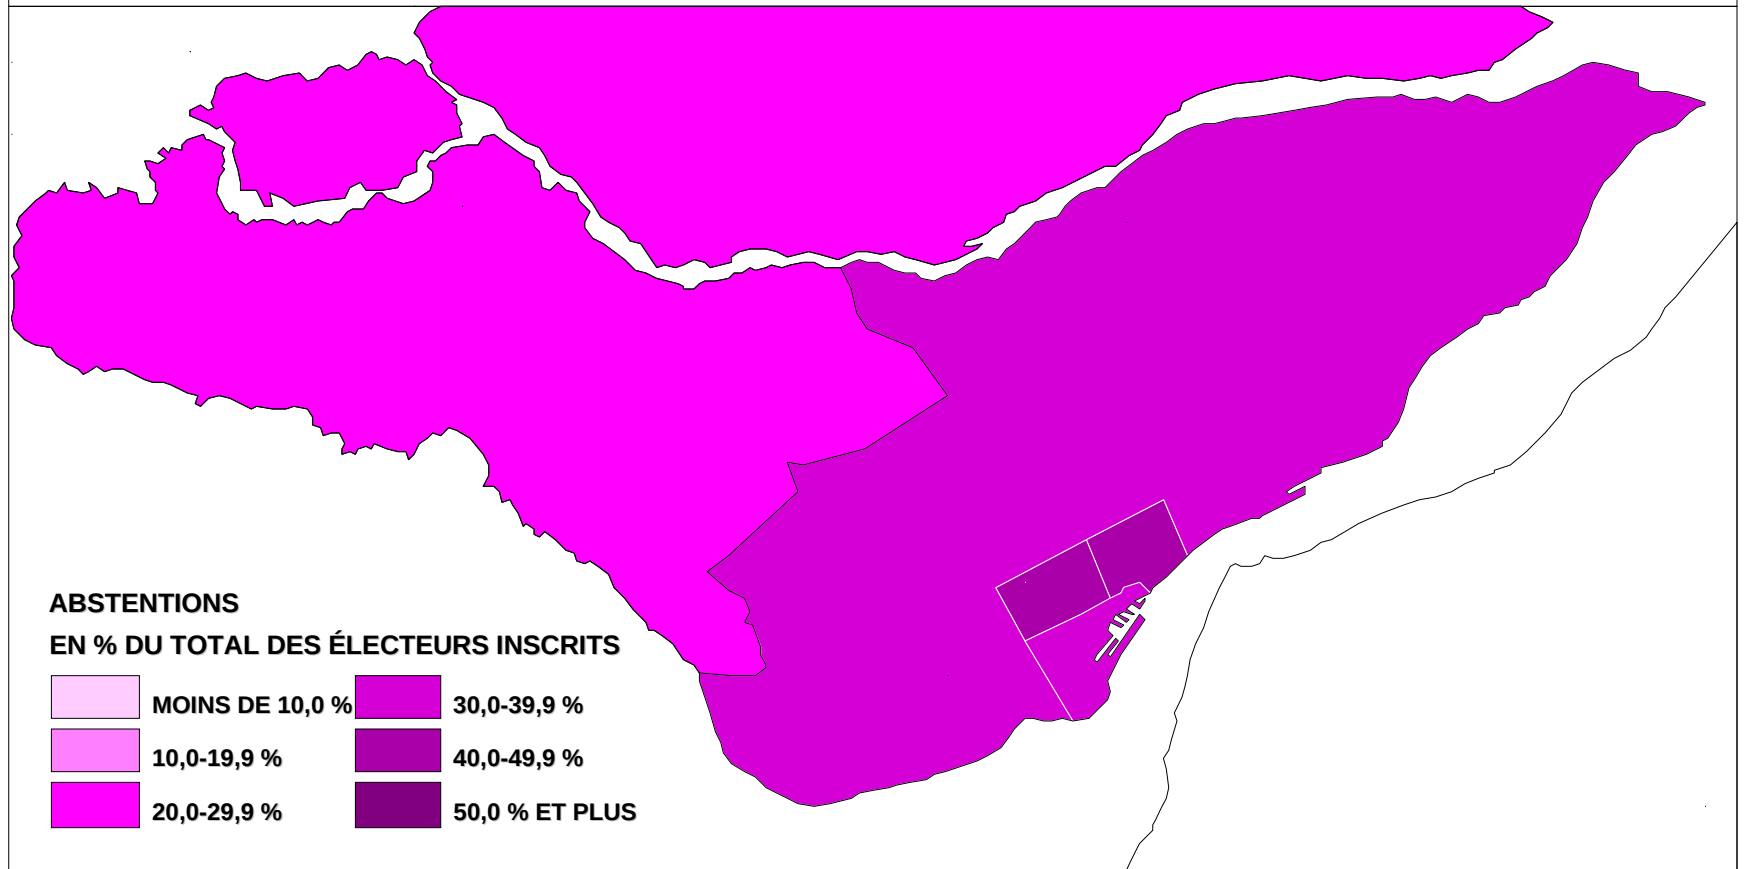 ABSTENTIONS
EN % DU TOTAL DES ÉLECTEURS INSCRITS
MOINS DE 10,0 %
10,0-19,9 %
20,0-29,9 %
30,0-39,9 %
40,0-49,9 %
50,0 % ET PLUS